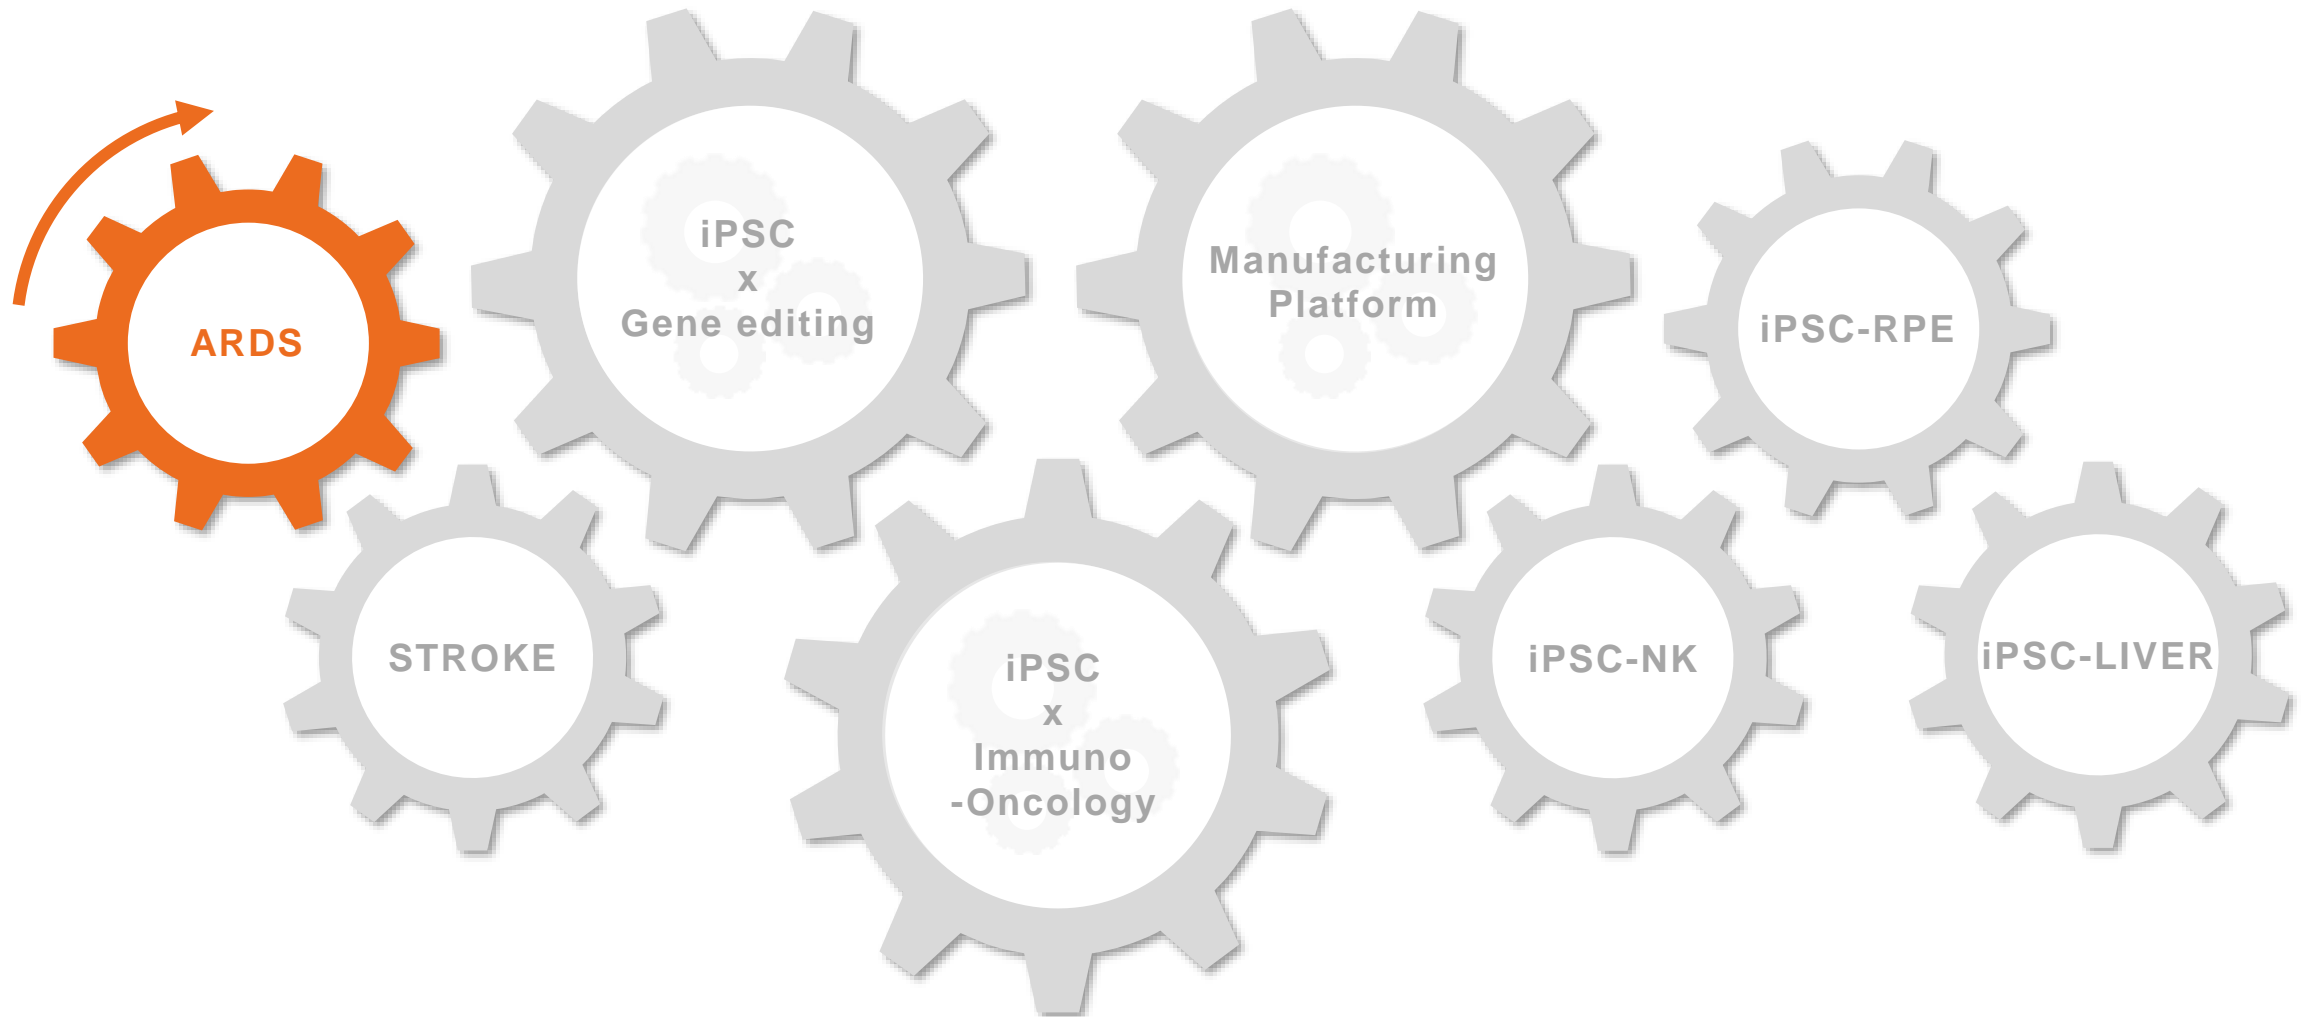 ARDS
iPSC
x
Gene editing
Manufacturing
Platform
iPSC-RPE
STROKE
iPSC
x
Immuno
-Oncology
iPSC-NK
iPSC-LIVER